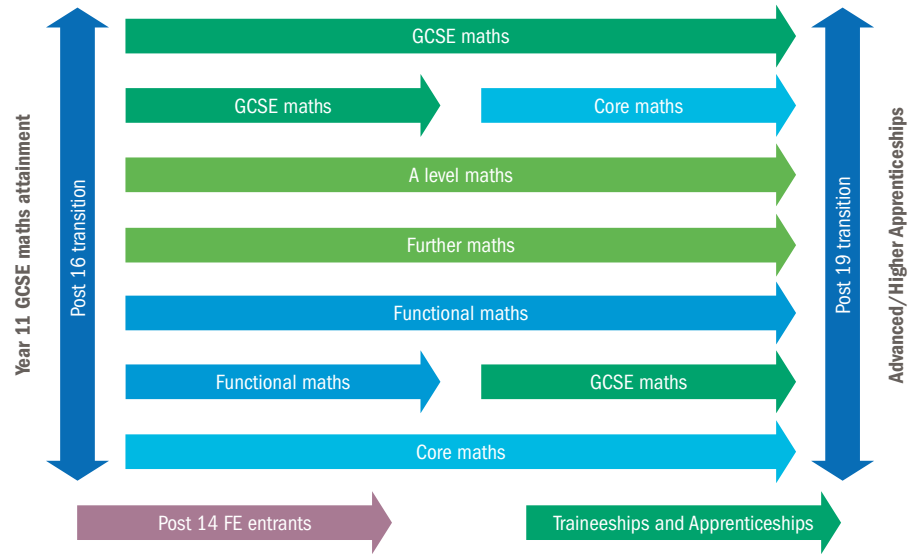 Year 11 GCSE maths attainment
Post 16 transition
GCSE maths
GCSE maths
Core maths
A level maths
Further maths
Functional maths
Functional maths
GCSE maths
Core maths
Post 14 FE entrants
Traineeships and Apprenticeships
Post 19 transition
Advanced/Higher Apprenticeships